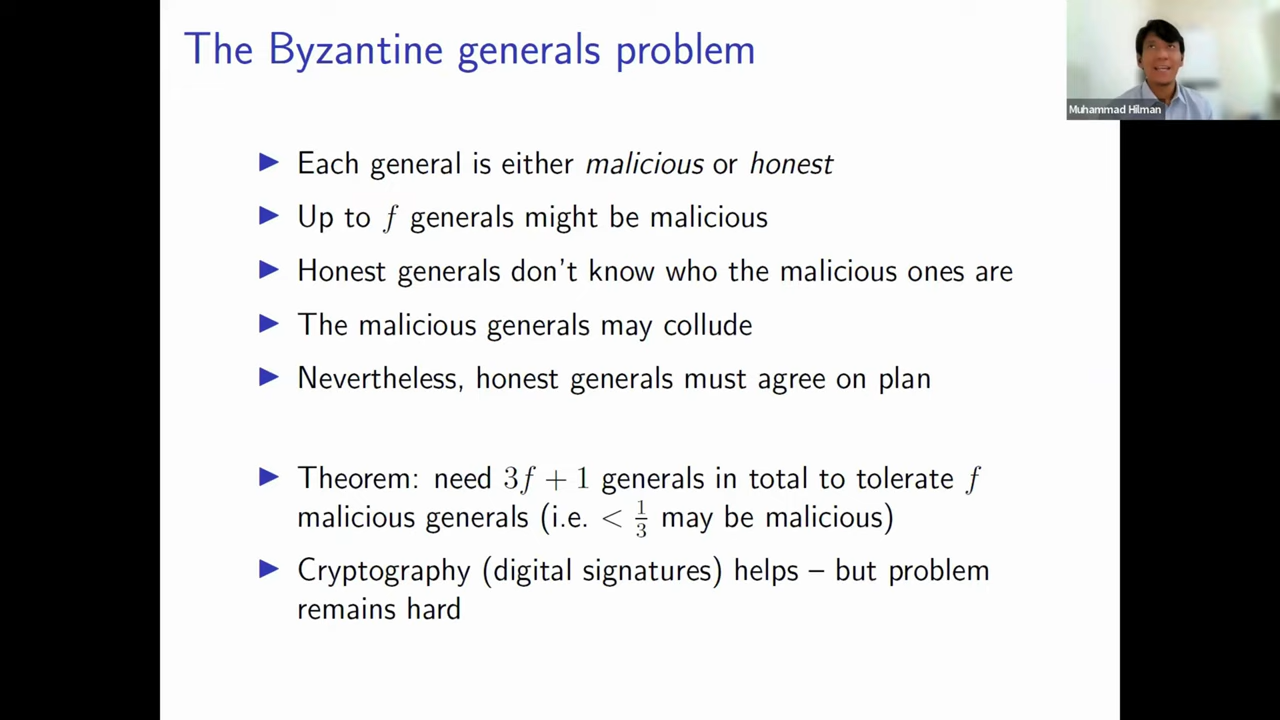 The Byzantine generals problem
Muhammad Hilman
▶ Each general is either malicious or honest
▶ Up to f generals might be malicious
▶ Honest generals don't know who the malicious ones are
▶ The malicious generals may collude
▶ Nevertheless, honest generals must agree on plan
▶ Theorem: need 3f + 1 generals in total to tolerate f
malicious generals (i.e. < 1/3 may be malicious)
▶ Cryptography (digital signatures) helps – but problem
remains hard